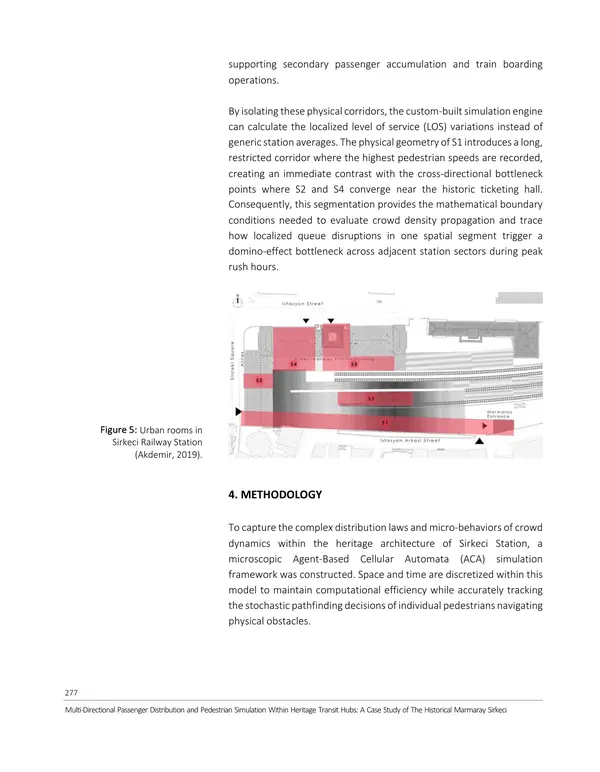 supporting secondary passenger accumulation and train boarding
operations.
By isolating these physical corridors, the custom-built simulation engine
can calculate the localized level of service (LOS) variations instead of
generic station averages. The physical geometry of S1 introduces a long,
restricted corridor where the highest pedestrian speeds are recorded,
creating an immediate contrast with the cross-directional bottleneck
points where S2 and S4 converge near the historic ticketing hall.
Consequently, this segmentation provides the mathematical boundary
conditions needed to evaluate crowd density propagation and trace
how localized queue disruptions in one spatial segment trigger a
domino-effect bottleneck across adjacent station sectors during peak
rush hours.
İstasyon Street
Sirkeci Square
S4
S3
S2
S1
Marmaray
Entrance
İstasyon Arkası Street
Figure 5: Urban rooms in
Sirkeci Railway Station
(Akdemir, 2019).
4. METHODOLOGY
To capture the complex distribution laws and micro-behaviors of crowd
dynamics within the heritage architecture of Sirkeci Station, a
microscopic Agent-Based Cellular Automata (ACA) simulation
framework was constructed. Space and time are discretized within this
model to maintain computational efficiency while accurately tracking
the stochastic pathfinding decisions of individual pedestrians navigating
physical obstacles.
277
Multi-Directional Passenger Distribution and Pedestrian Simulation Within Heritage Transit Hubs: A Case Study of The Historical Marmaray Sirkeci